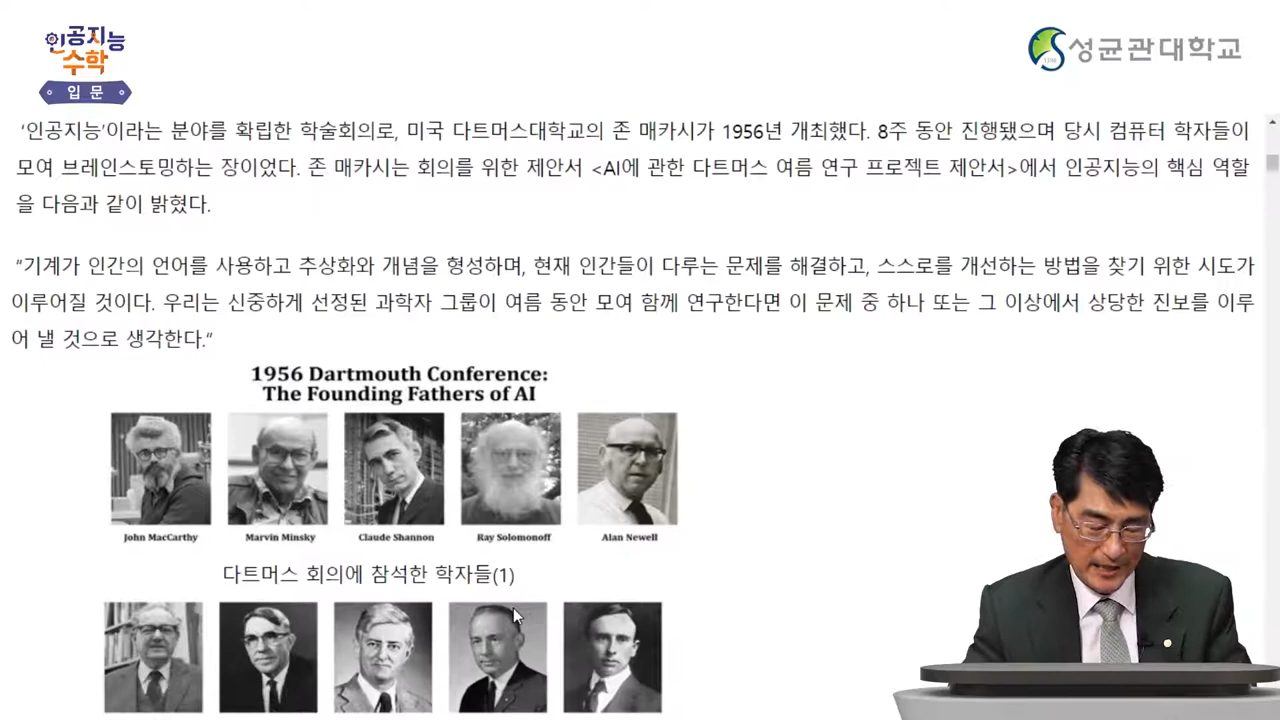 인공지능
수학
입문
성균관대학교
‘인공지능’이라는 분야를 확립한 학술회의로, 미국 다트머스대학교의 존 매카시가 1956년 개최했다. 8주 동안 진행됐으며 당시 컴퓨터 학자들이
모여 브레인스토밍하는 장이었다. 존 매카시는 회의를 위한 제안서 <AI에 관한 다트머스 여름 연구 프로젝트 제안서>에서 인공지능의 핵심 역할
을 다음과 같이 밝혔다.
“기계가 인간의 언어를 사용하고 추상화와 개념을 형성하며, 현재 인간들이 다루는 문제를 해결하고, 스스로를 개선하는 방법을 찾기 위한 시도가
이루어질 것이다. 우리는 신중하게 선정된 과학자 그룹이 여름 동안 모여 함께 연구한다면 이 문제 중 하나 또는 그 이상에서 상당한 진보를 이루
어 낼 것으로 생각한다.“
1956 Dartmouth Conference:
The Founding Fathers of AI
John MacCarthy Marvin Minsky Claude Shannon Ray Solomonoff Alan Newell
다트머스 회의에 참석한 학자들(1)